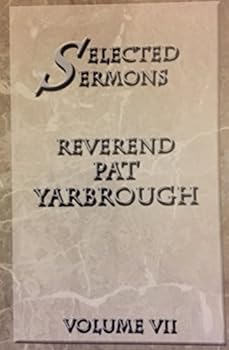 SELECTED
SERMONS
REVEREND
PAT
YARBROUGH
VOLUME VII